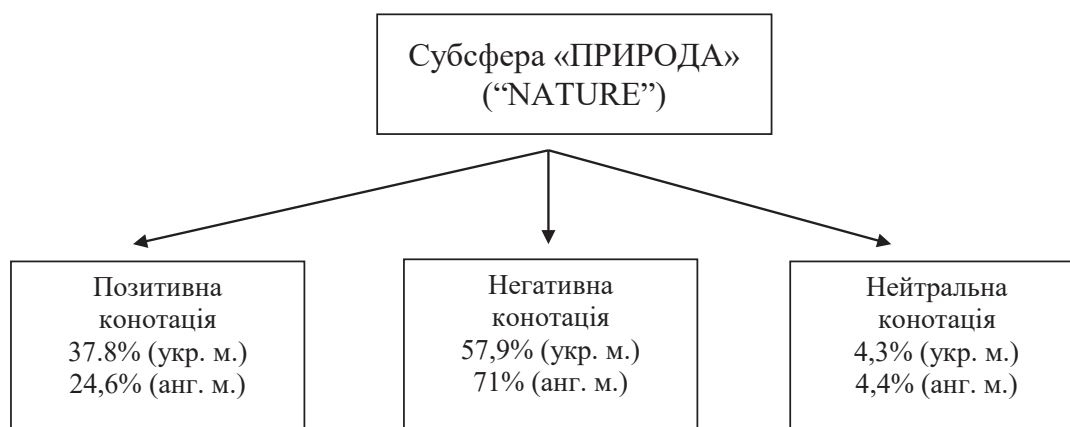 Субсфера «ПРИРОДА»
(“NATURE”)
Позитивна
конотація
37.8% (укр. м.)
24,6% (анг. м.)
Негативна
конотація
57,9% (укр. м.)
71% (анг. м.)
Нейтральна
конотація
4,3% (укр. м.)
4,4% (анг. м.)